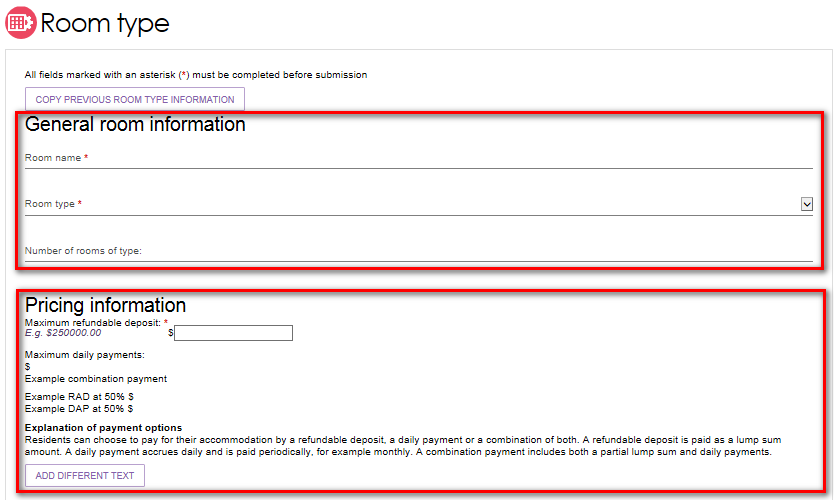 Room type
All fields marked with an asterisk (*) must be completed before submission
COPY PREVIOUS ROOM TYPE INFORMATION
General room information
Room name *
Room type *
Number of rooms of type:
Pricing information
Maximum refundable deposit: *
E.g. $250000.00 $
Maximum daily payments:
$
Example combination payment
Example RAD at 50% $
Example DAP at 50% $
Explanation of payment options
Residents can choose to pay for their accommodation by a refundable deposit, a daily payment or a combination of both. A refundable deposit is paid as a lump sum
amount. A daily payment accrues daily and is paid periodically, for example monthly. A combination payment includes both a partial lump sum and daily payments.
ADD DIFFERENT TEXT